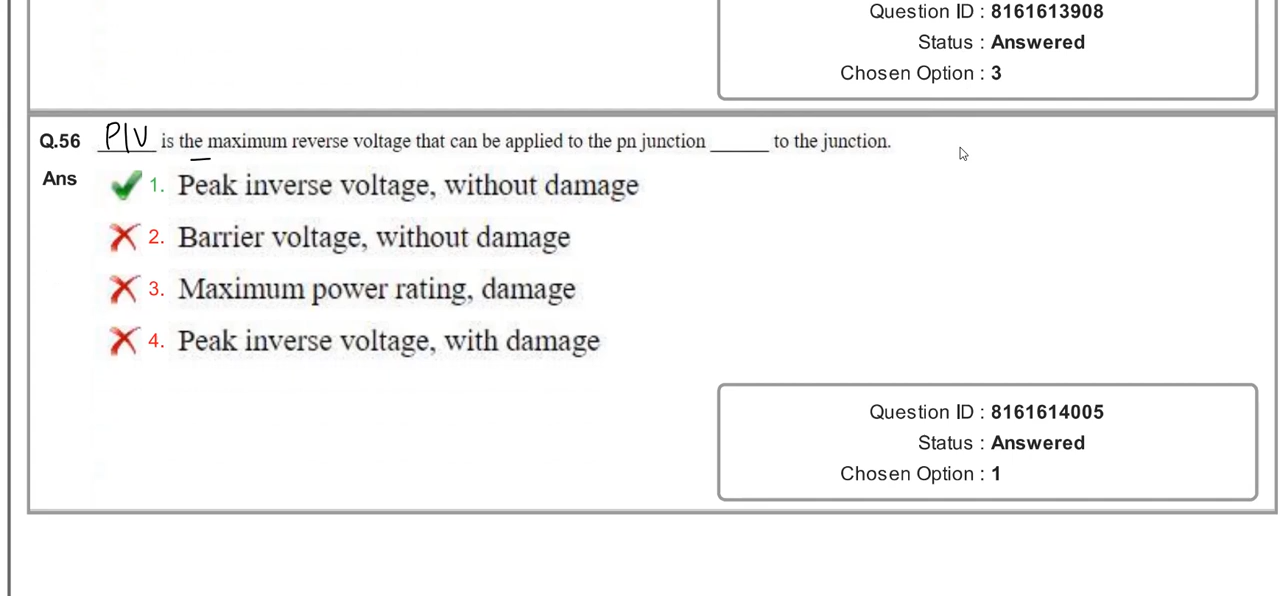 Question ID : 8161613908
Status : Answered
Chosen Option : 3
Q.56 PIV is the maximum reverse voltage that can be applied to the pn junction ______ to the junction.
Ans
1. Peak inverse voltage, without damage
2. Barrier voltage, without damage
3. Maximum power rating, damage
4. Peak inverse voltage, with damage
Question ID : 8161614005
Status : Answered
Chosen Option : 1